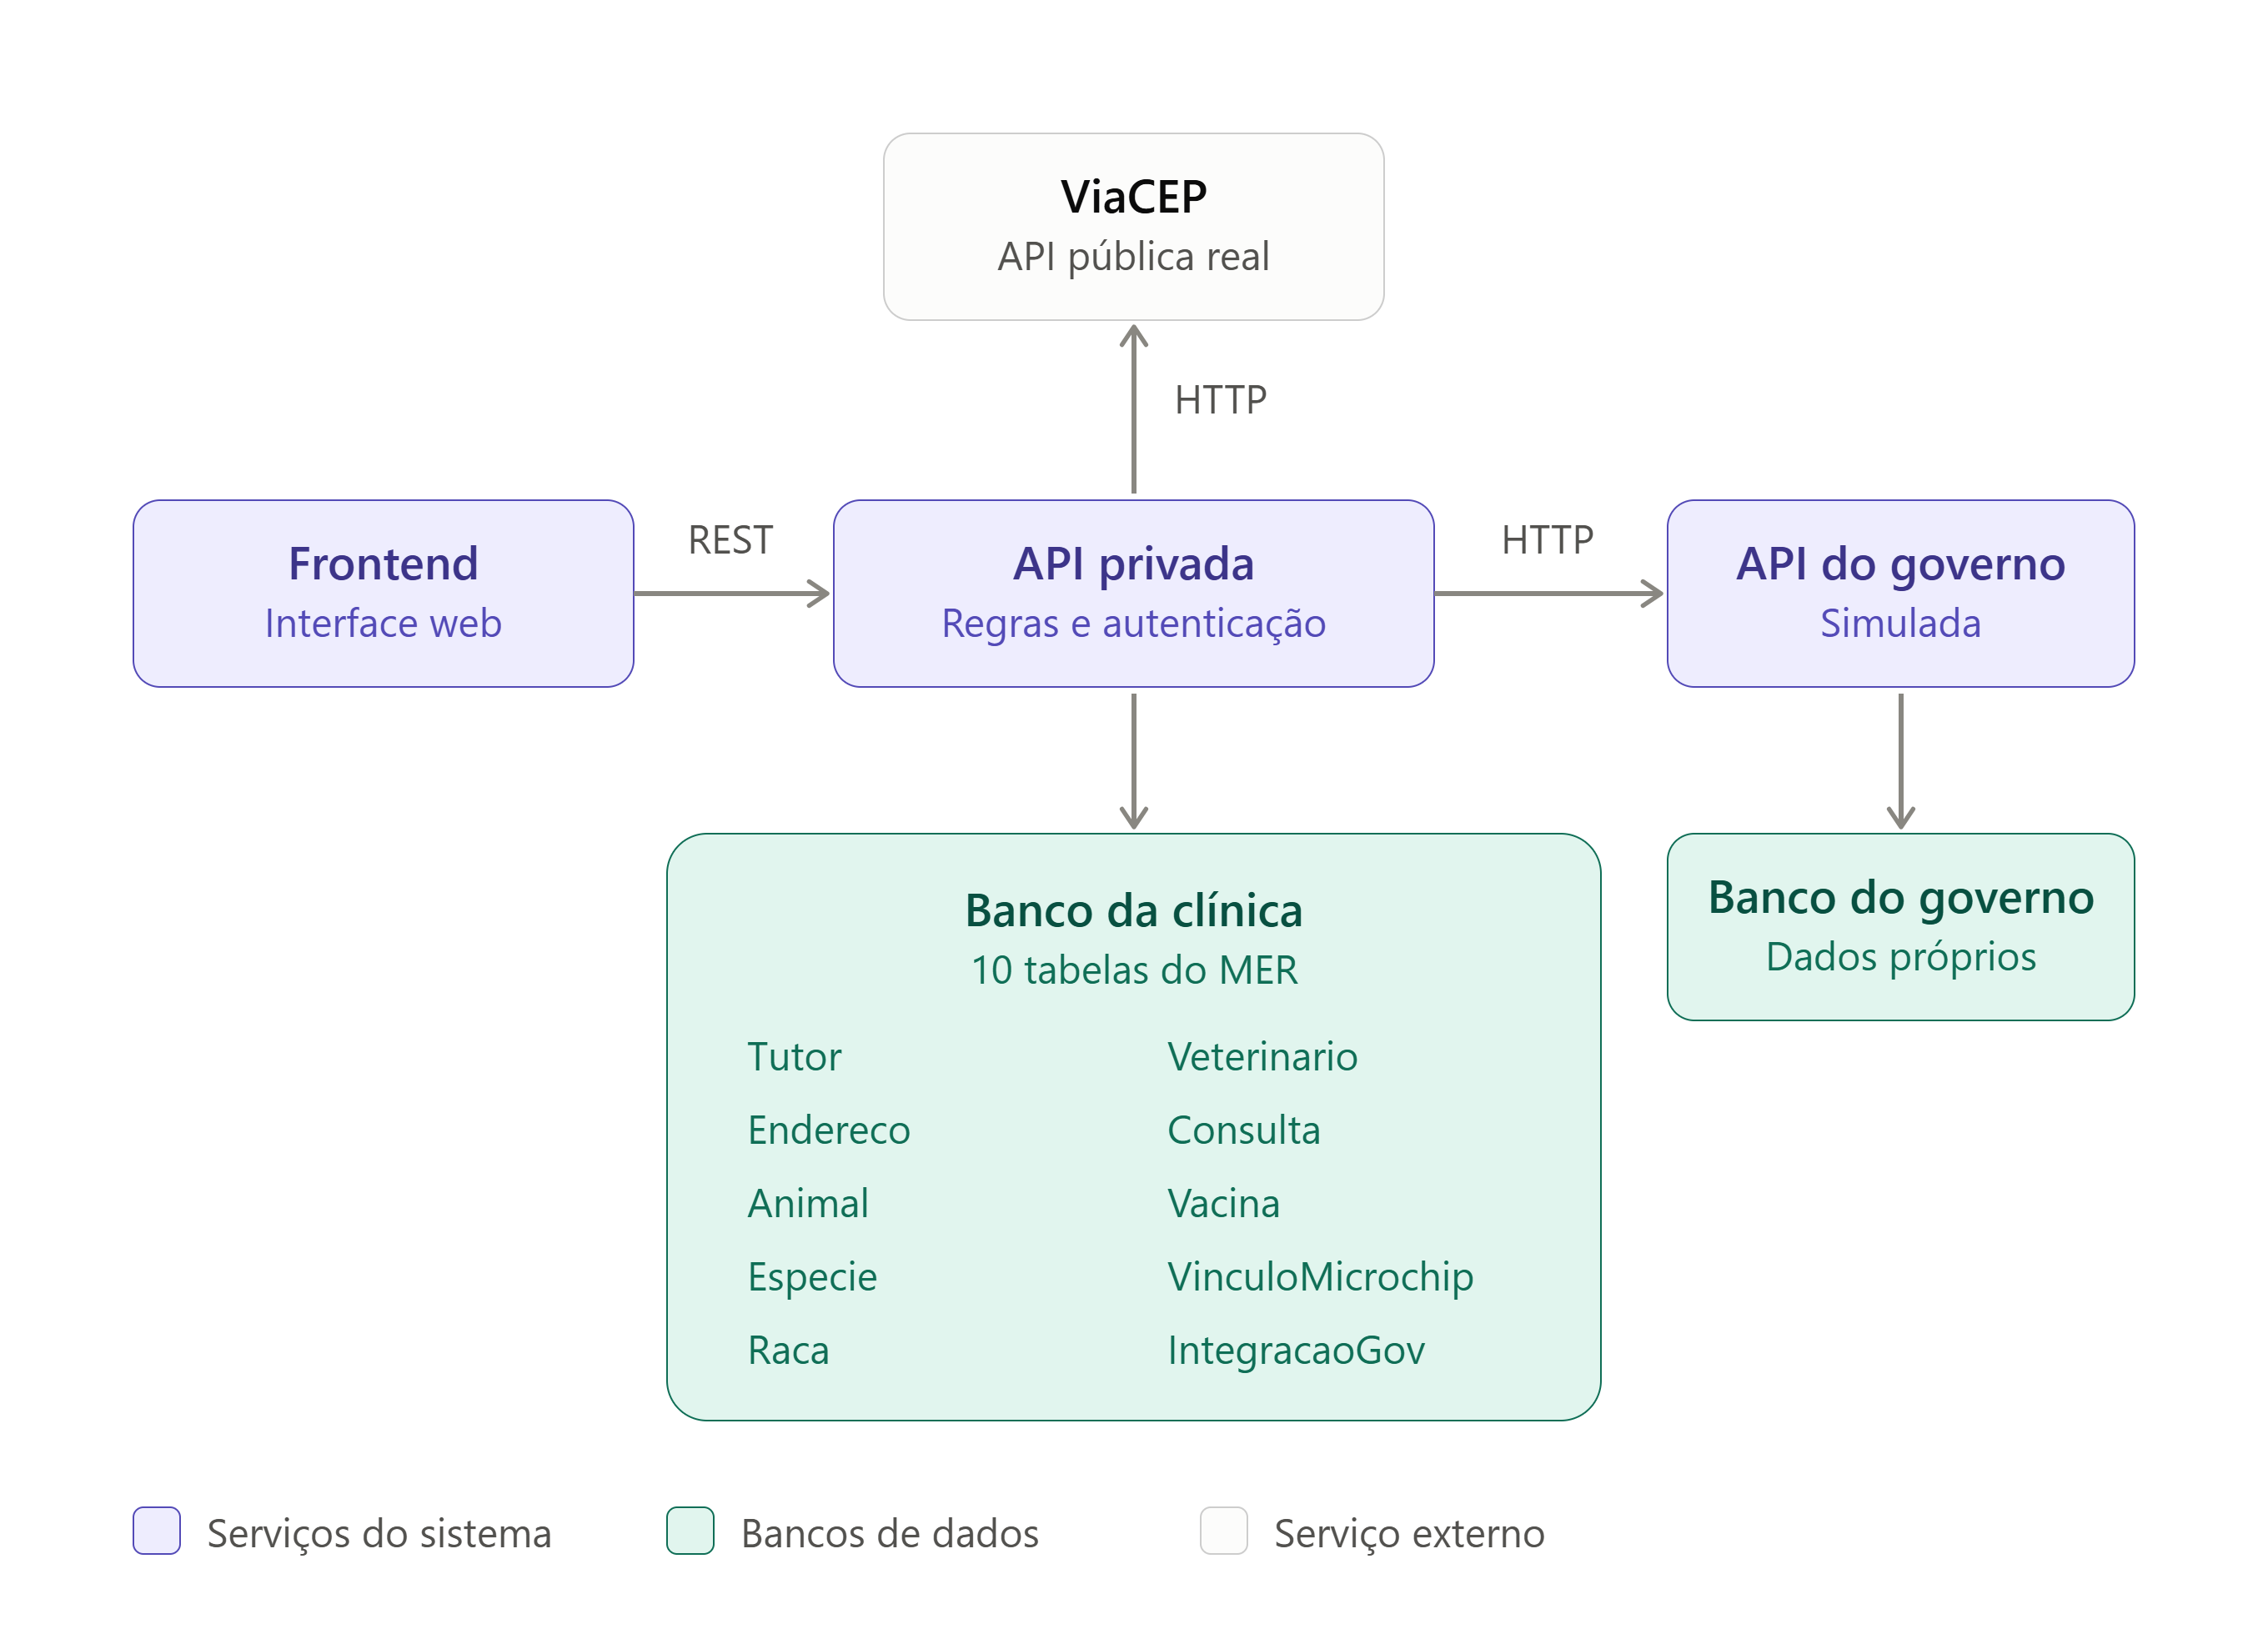 ViaCEP
API pública real
HTTP
REST
HTTP
Frontend
Interface web
API privada
Regras e autenticação
API do governo
Simulada
Banco da clínica
10 tabelas do MER
Tutor
Endereco
Animal
Especie
Raca
Veterinario
Consulta
Vacina
VinculoMicrochip
IntegracaoGov
Banco do governo
Dados próprios
Serviços do sistema
Bancos de dados
Serviço externo